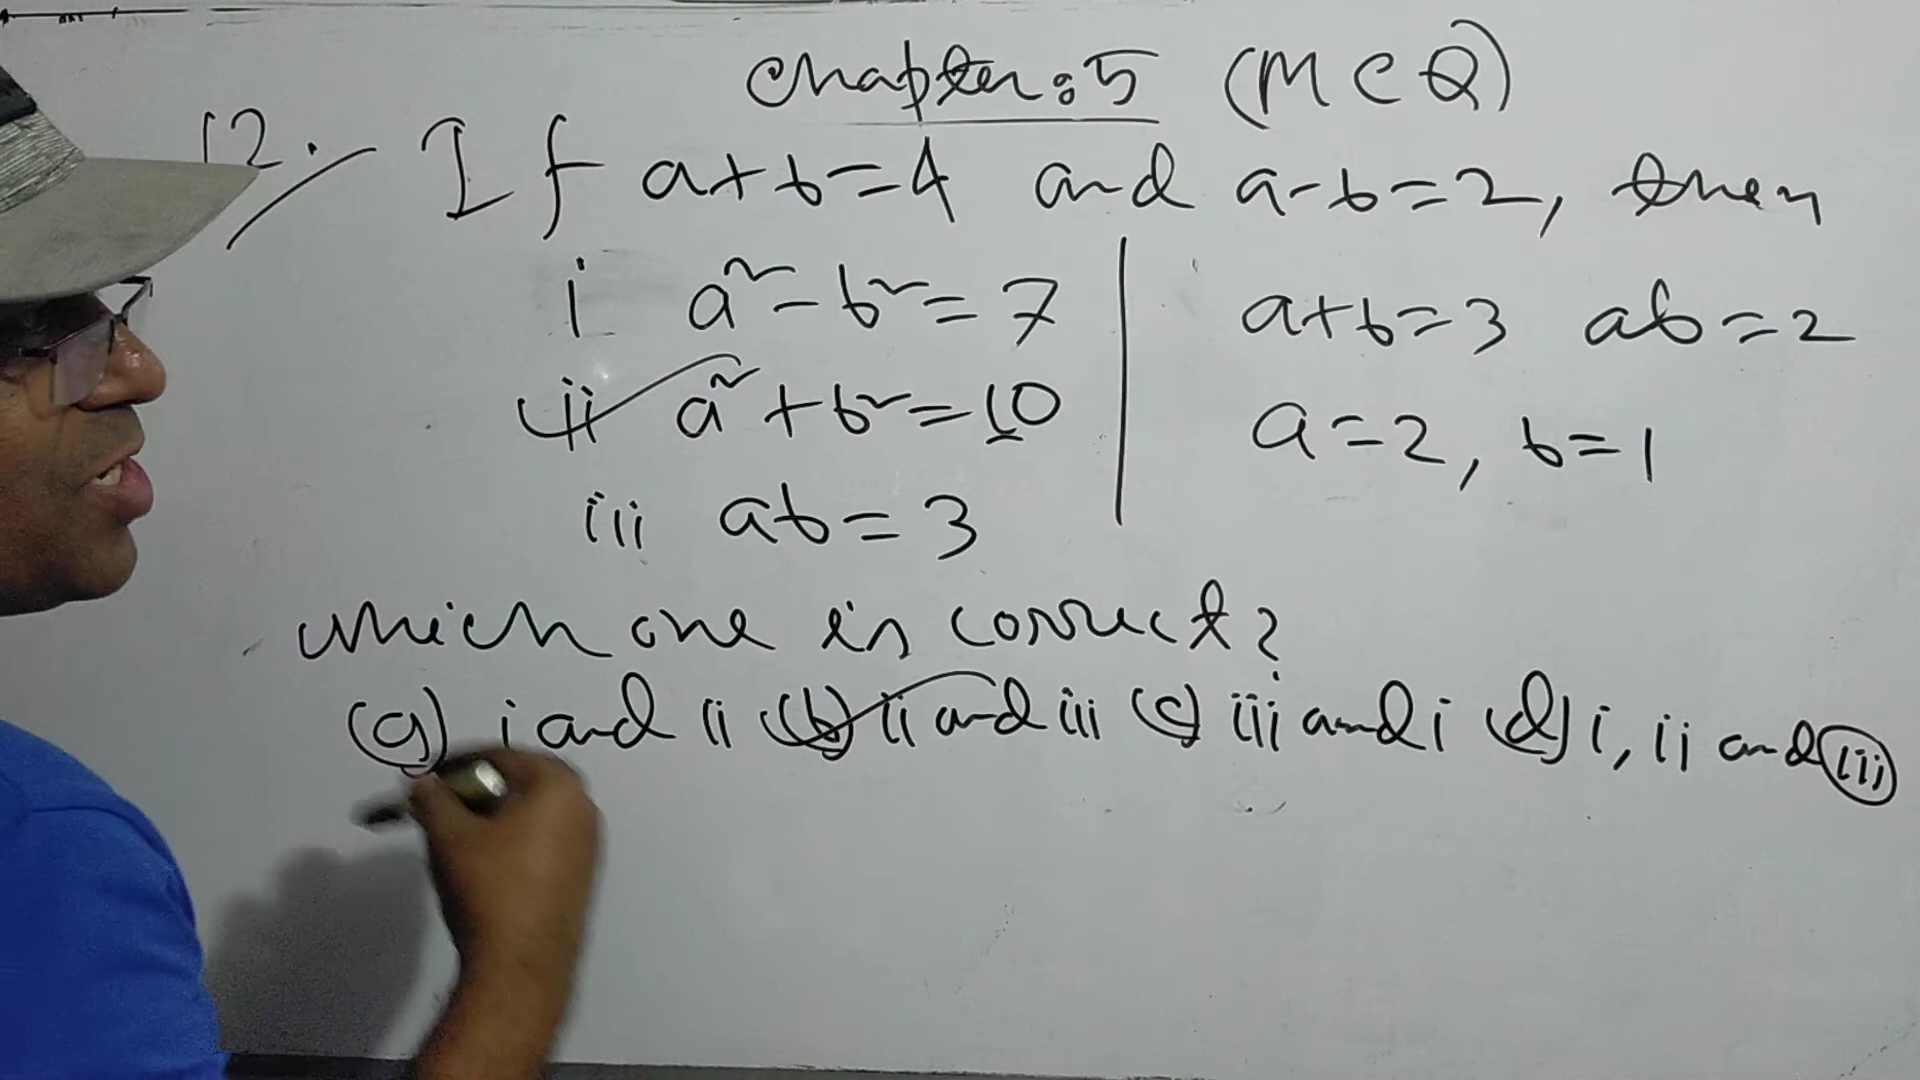 Chapter: 5 (MCQ)
12. If a+b=4 and a-b=2, then
i a²-b²=7
ii a²+b²=10
iii ab=3
a+b=3 ab=2
a=2, b=1
which one is correct?
(a) i and ii (b) ii and iii (c) iii and i (d) i, ii and iii